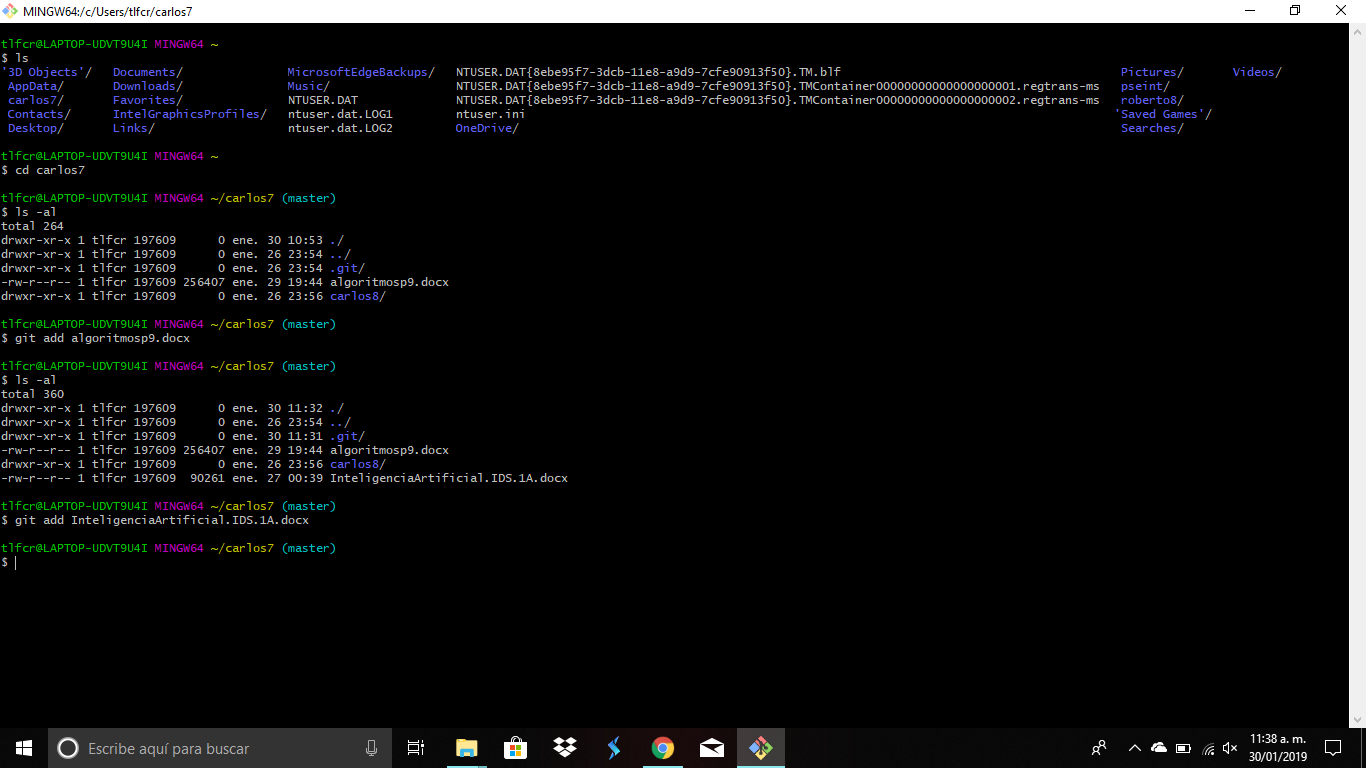 MINGW64:/c/Users/tlfcr/carlos7
tlfcr@LAPTOP-UDVT9U4I MINGW64 ~
$ ls
'3D Objects'/ Documents/ MicrosoftEdgeBackups/ NTUSER.DAT{8ebe95f7-3dcb-11e8-a9d9-7cfe90913f50}.TM.blf Pictures/ Videos/
AppData/ Downloads/ Music/ NTUSER.DAT{8ebe95f7-3dcb-11e8-a9d9-7cfe90913f50}.TMContainer00000000000000000001.regtrans-ms pseint/
carlos7/ Favorites/ NTUSER.DAT NTUSER.DAT{8ebe95f7-3dcb-11e8-a9d9-7cfe90913f50}.TMContainer00000000000000000002.regtrans-ms roberto8/
Contacts/ IntelGraphicsProfiles/ ntuser.dat.LOG1 ntuser.ini 'Saved Games'/
Desktop/ Links/ ntuser.dat.LOG2 OneDrive/ Searches/
tlfcr@LAPTOP-UDVT9U4I MINGW64 ~
$ cd carlos7
tlfcr@LAPTOP-UDVT9U4I MINGW64 ~/carlos7 (master)
$ ls -al
total 264
drwxr-xr-x 1 tlfcr 197609 0 ene. 30 10:53 ./
drwxr-xr-x 1 tlfcr 197609 0 ene. 26 23:54 ../
drwxr-xr-x 1 tlfcr 197609 0 ene. 26 23:54 .git/
-rw-r--r-- 1 tlfcr 197609 256407 ene. 29 19:44 algoritmosp9.docx
drwxr-xr-x 1 tlfcr 197609 0 ene. 26 23:56 carlos8/
tlfcr@LAPTOP-UDVT9U4I MINGW64 ~/carlos7 (master)
$ git add algoritmosp9.docx
tlfcr@LAPTOP-UDVT9U4I MINGW64 ~/carlos7 (master)
$ ls -al
total 360
drwxr-xr-x 1 tlfcr 197609 0 ene. 30 11:32 ./
drwxr-xr-x 1 tlfcr 197609 0 ene. 26 23:54 ../
drwxr-xr-x 1 tlfcr 197609 0 ene. 30 11:31 .git/
-rw-r--r-- 1 tlfcr 197609 256407 ene. 29 19:44 algoritmosp9.docx
drwxr-xr-x 1 tlfcr 197609 0 ene. 26 23:56 carlos8/
-rw-r--r-- 1 tlfcr 197609 90261 ene. 27 00:39 InteligenciaArtificial.IDS.1A.docx
tlfcr@LAPTOP-UDVT9U4I MINGW64 ~/carlos7 (master)
$ git add InteligenciaArtificial.IDS.1A.docx
tlfcr@LAPTOP-UDVT9U4I MINGW64 ~/carlos7 (master)
$
Escribe aquí para buscar
11:38 a. m.
30/01/2019